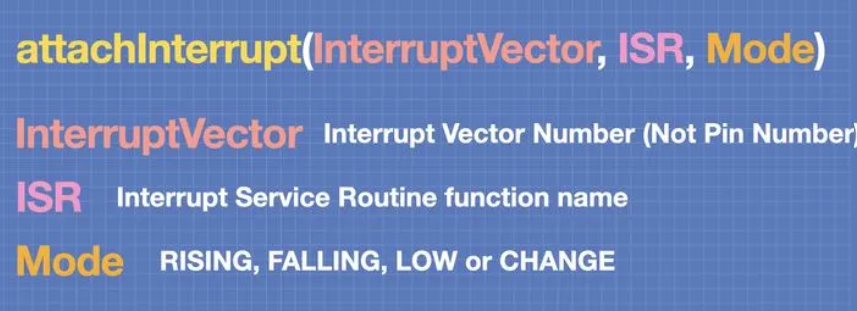 attachInterrupt(InterruptVector, ISR, Mode)
InterruptVector Interrupt Vector Number (Not Pin Number)
ISR Interrupt Service Routine function name
Mode RISING, FALLING, LOW or CHANGE